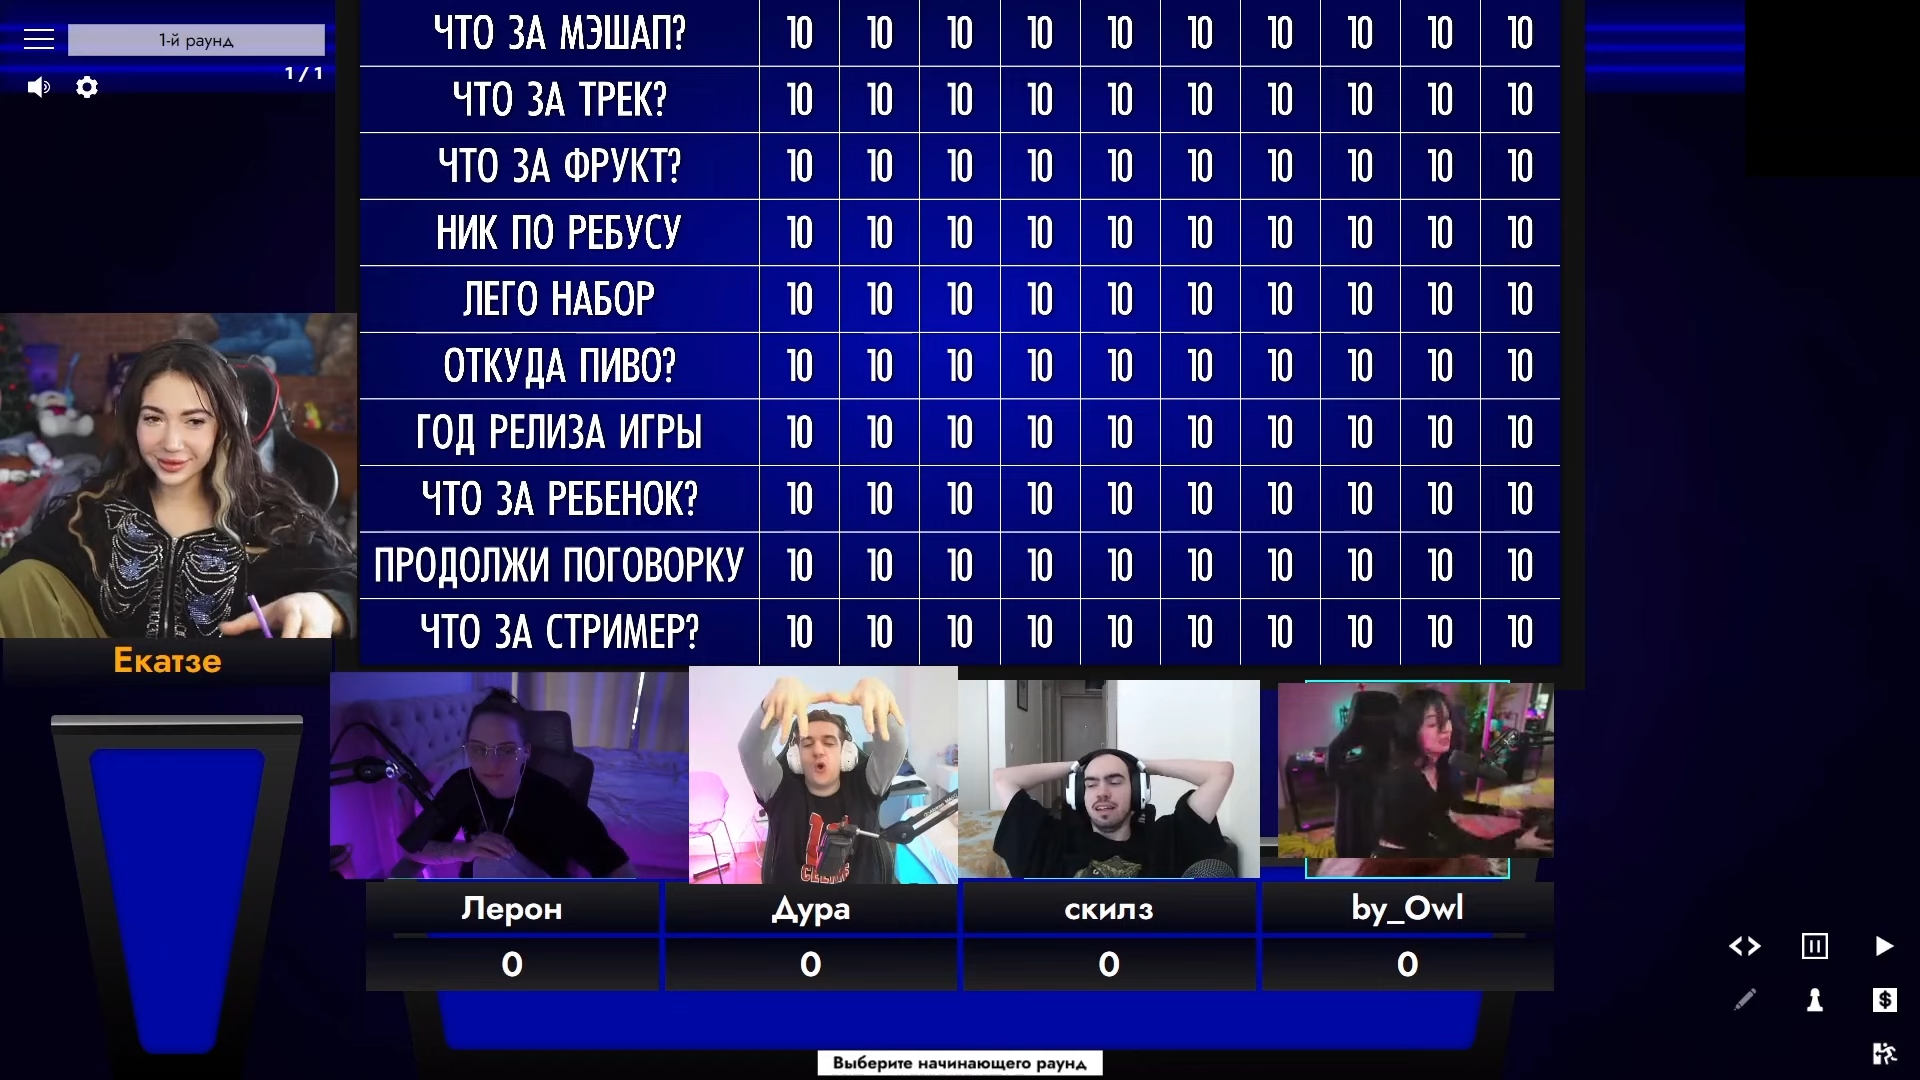 1-й раунд
1 / 1
ЧТО ЗА МЭШАП? 10 10 10 10 10 10 10 10 10 10
ЧТО ЗА ТРЕК? 10 10 10 10 10 10 10 10 10 10
ЧТО ЗА ФРУКТ? 10 10 10 10 10 10 10 10 10 10
НИК ПО РЕБУСУ 10 10 10 10 10 10 10 10 10 10
ЛЕГО НАБОР 10 10 10 10 10 10 10 10 10 10
ОТКУДА ПИВО? 10 10 10 10 10 10 10 10 10 10
ГОД РЕЛИЗА ИГРЫ 10 10 10 10 10 10 10 10 10 10
ЧТО ЗА РЕБЕНОК? 10 10 10 10 10 10 10 10 10 10
ПРОДОЛЖИ ПОГОВОРКУ 10 10 10 10 10 10 10 10 10 10
ЧТО ЗА СТРИМЕР? 10 10 10 10 10 10 10 10 10 10
Екатзе
Лерон Дура скилз by_Owl
0 0 0 0
Выберите начинающего раунд